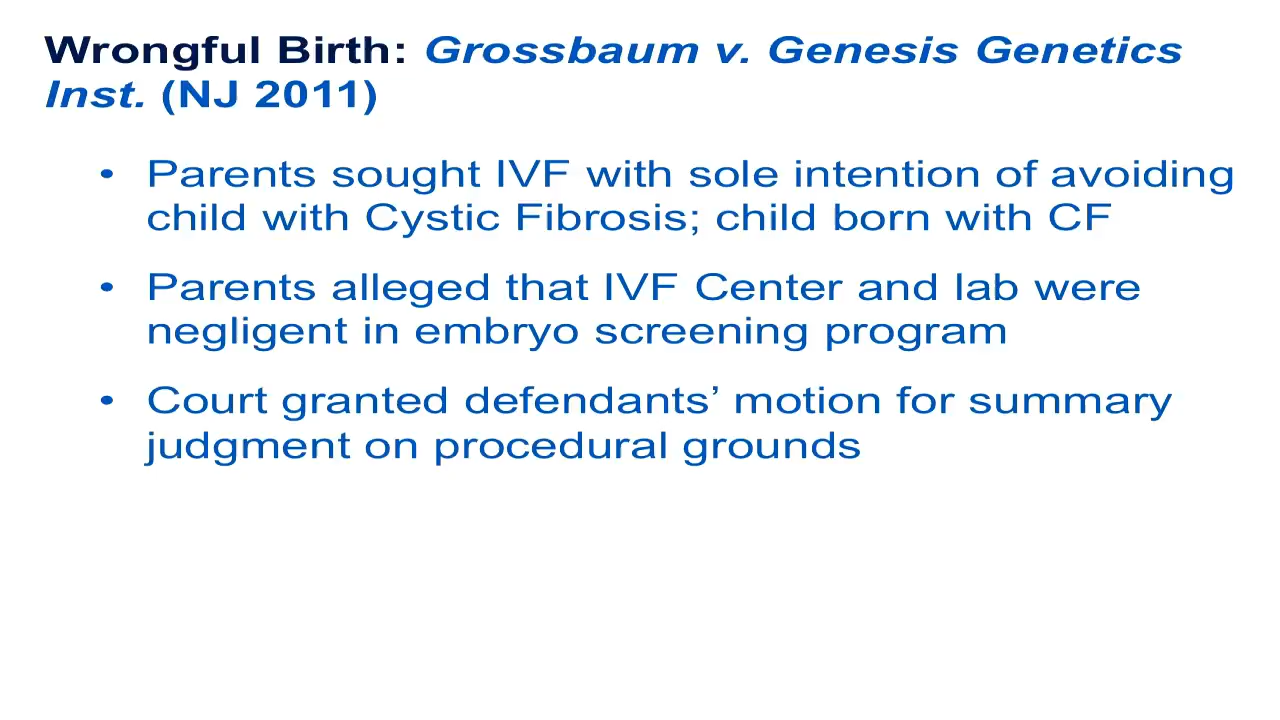 Wrongful Birth: Grossbaum v. Genesis Genetics
Inst. (NJ 2011)
• Parents sought IVF with sole intention of avoiding
child with Cystic Fibrosis; child born with CF
• Parents alleged that IVF Center and lab were
negligent in embryo screening program
• Court granted defendants’ motion for summary
judgment on procedural grounds